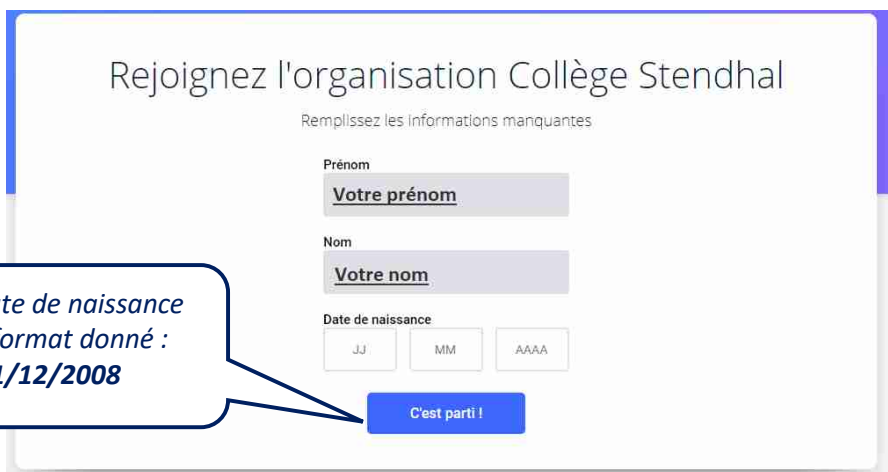 Rejoignez l'organisation Collège Stendhal
Remplissez les informations manquantes
Prénom
Votre prénom
Nom
Votre nom
de naissance
format donné :
/12/2008
Date de naissance
JJ MM AAAA
C'est parti !